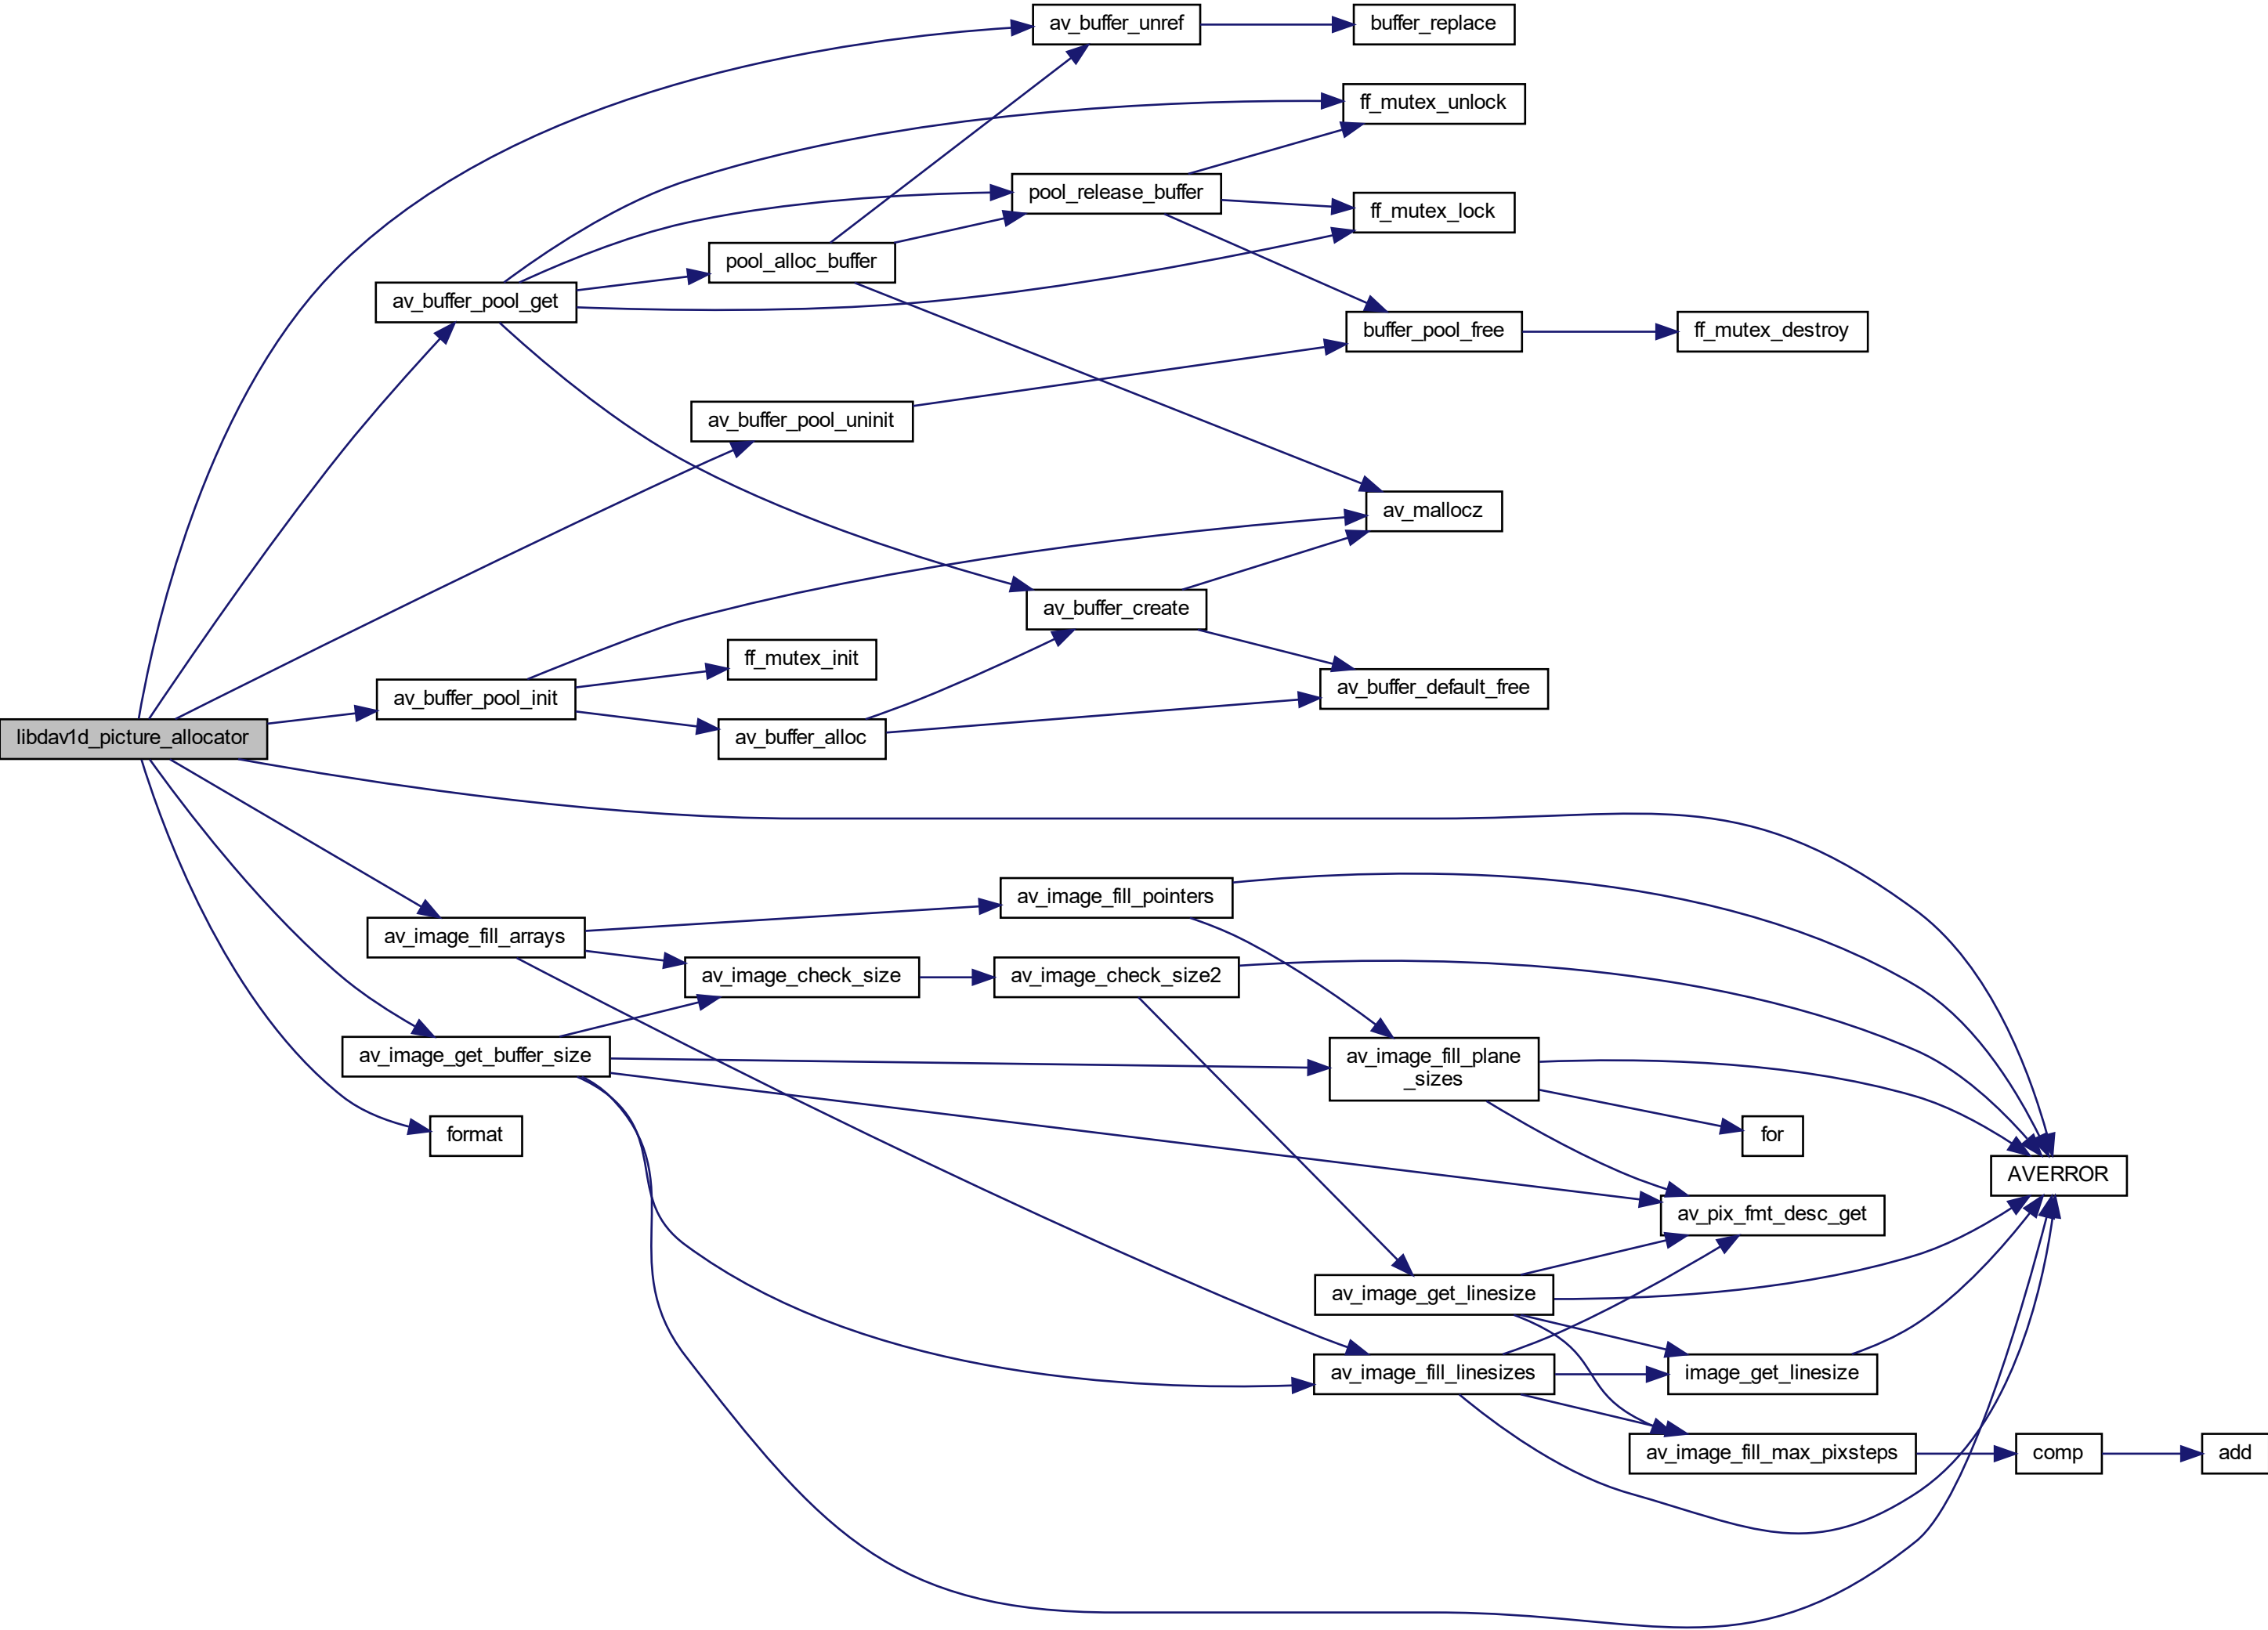 av_buffer_unref
buffer_replace
ff_mutex_unlock
pool_release_buffer
ff_mutex_lock
pool_alloc_buffer
av_buffer_pool_get
buffer_pool_free
ff_mutex_destroy
av_buffer_pool_uninit
av_mallocz
av_buffer_create
ff_mutex_init
av_buffer_default_free
av_buffer_pool_init
libdav1d_picture_allocator
av_buffer_alloc
av_image_fill_pointers
av_image_fill_arrays
av_image_check_size
av_image_check_size2
av_image_get_buffer_size
av_image_fill_plane
_sizes
format
for
AVERROR
av_pix_fmt_desc_get
av_image_get_linesize
av_image_fill_linesizes
image_get_linesize
av_image_fill_max_pixsteps
comp
add